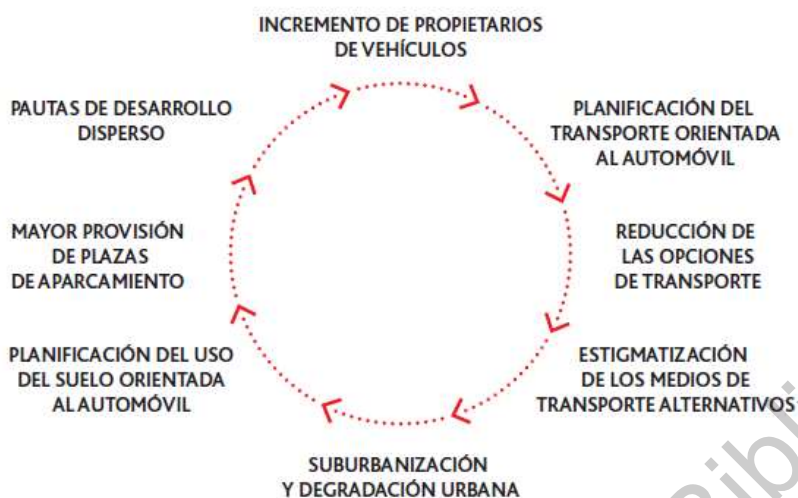 INCREMENTO DE PROPIETARIOS
DE VEHÍCULOS
PLANIFICACIÓN DEL
TRANSPORTE ORIENTADA
AL AUTOMÓVIL
REDUCCIÓN DE
LAS OPCIONES
DE TRANSPORTE
ESTIGMATIZACIÓN
DE LOS MEDIOS DE
TRANSPORTE ALTERNATIVOS
SUBURBANIZACIÓN
Y DEGRADACIÓN URBANA
PLANIFICACIÓN DEL USO
DEL SUELO ORIENTADA
AL AUTOMÓVIL
MAYOR PROVISIÓN
DE PLAZAS
DE APARCAMIENTO
PAUTAS DE DESARROLLO
DISPERSO
Bibli